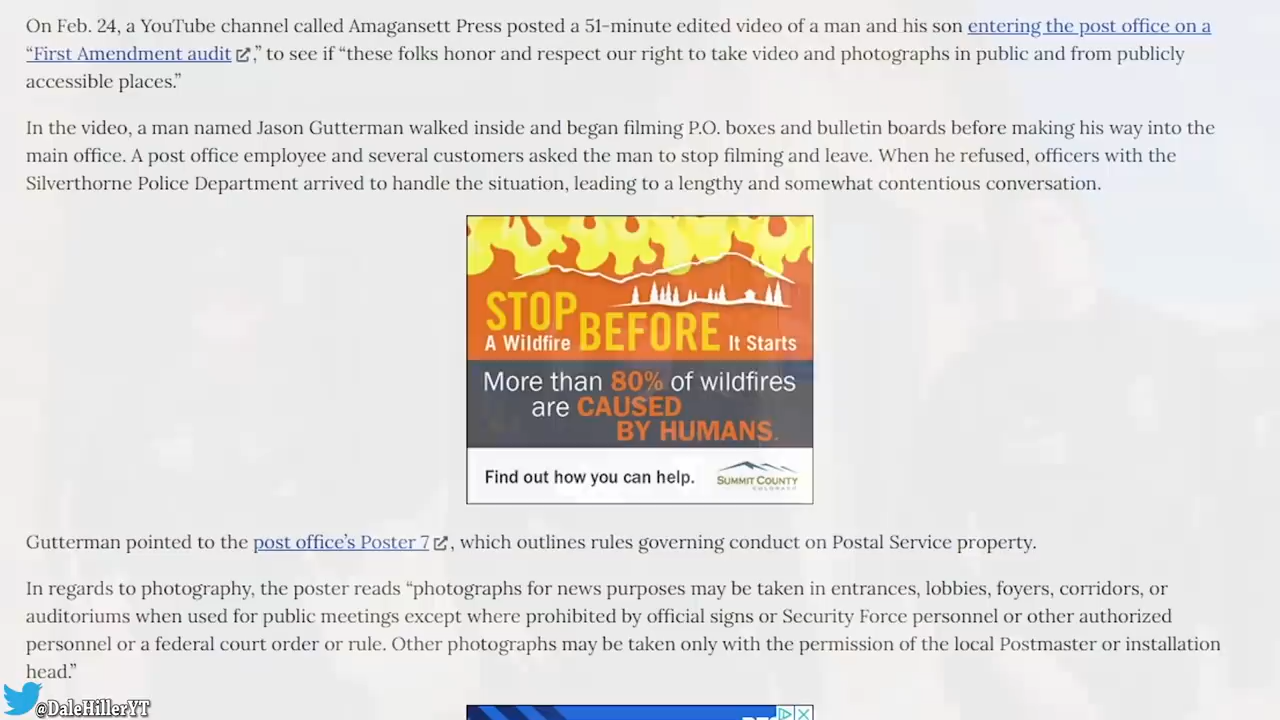 On Feb. 24, a YouTube channel called Amagansett Press posted a 51-minute edited video of a man and his son entering the post office on a
“First Amendment audit,” to see if “these folks honor and respect our right to take video and photographs in public and from publicly
accessible places.”
In the video, a man named Jason Gutterman walked inside and began filming P.O. boxes and bulletin boards before making his way into the
main office. A post office employee and several customers asked the man to stop filming and leave. When he refused, officers with the
Silverthorne Police Department arrived to handle the situation, leading to a lengthy and somewhat contentious conversation.
STOP
A Wildfire BEFORE It Starts
More than 80% of wildfires
are CAUSED
BY HUMANS.
Find out how you can help. SUMMIT COUNTY
COLORADO
Gutterman pointed to the post office’s Poster 7, which outlines rules governing conduct on Postal Service property.
In regards to photography, the poster reads “photographs for news purposes may be taken in entrances, lobbies, foyers, corridors, or
auditoriums when used for public meetings except where prohibited by official signs or Security Force personnel or other authorized
personnel or a federal court order or rule. Other photographs may be taken only with the permission of the local Postmaster or installation
head.”
@DaleHillerYT